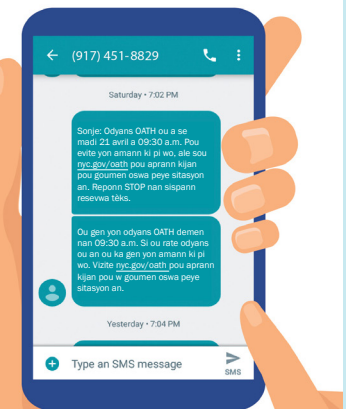 (917) 451-8829
Saturday • 7:02 PM
Sonje: Odyans OATH ou a se
madi 21 avril a 09:30 a.m. Pou
evite yon amann ki pi wo, ale sou
nyc.gov/oath pou aprann kijan
pou goumen oswa peye sitasyon
an. Reponn STOP nan sispann
resevwa tèks.
Ou gen yon odyans OATH demen
nan 09:30 a.m. Si ou rate odyans
ou an ou ka gen yon amann ki pi
wo. Vizite nyc.gov/oath pou aprann
kijan pou w goumen oswa peye
sitasyon an.
Yesterday • 7:04 PM
Type an SMS message
SMS